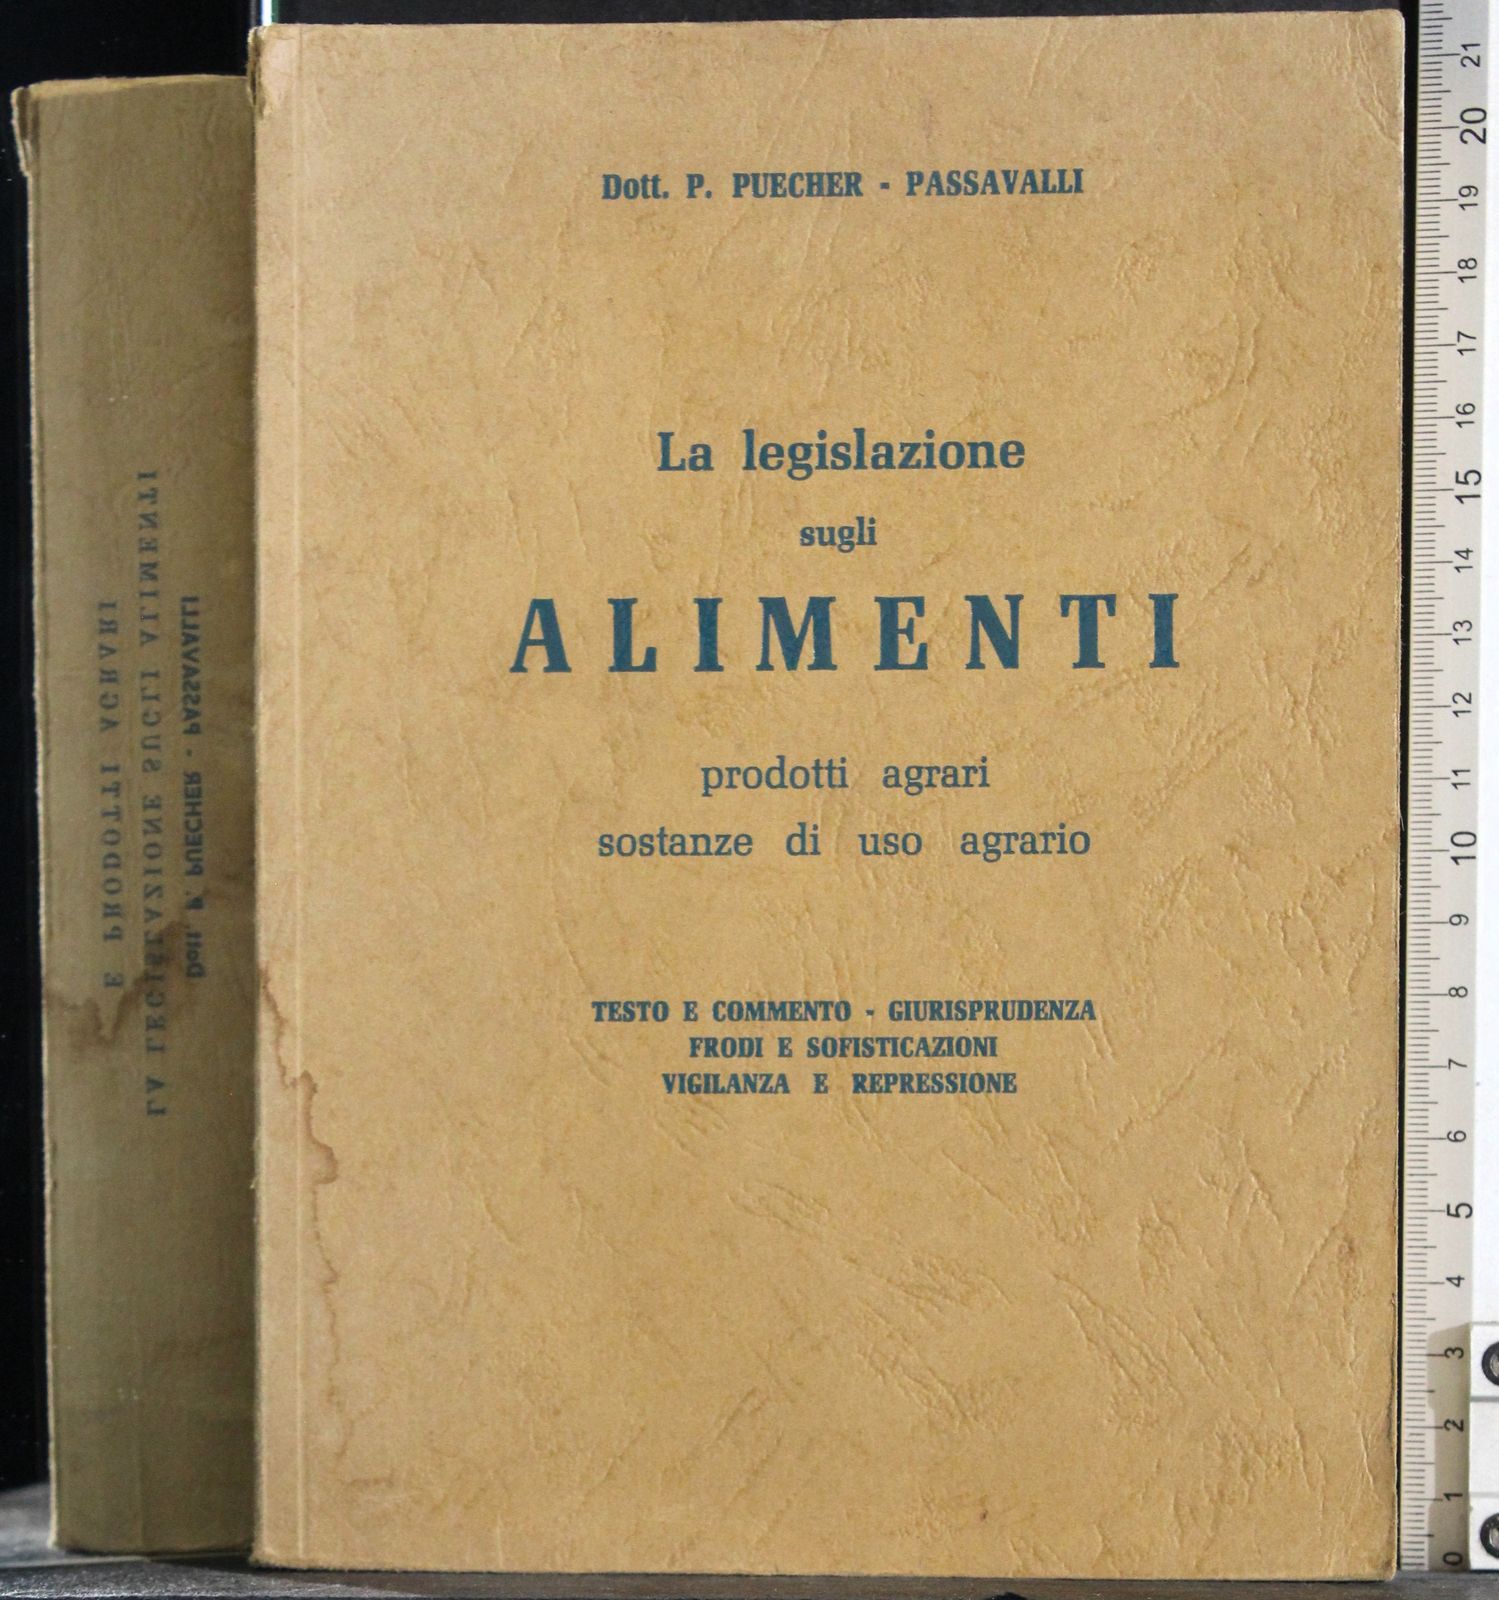 Dott. P. PUECHER - PASSAVALLI
La legislazione
sugli
ALIMENTI
prodotti agrari
sostanze di uso agrario
TESTO E COMMENTO - GIURISPRUDENZA
FRODI E SOFISTICAZIONI
VIGILANZA E REPRESSIONE
Dott. P. PUECHER - PASSAVALLI
LA LEGISLAZIONE SUGLI ALIMENTI
E PRODOTTI AGRARI
21
20
19
18
17
16
15
14
13
12
11
10
9
8
7
6
5
4
3
2
1
0